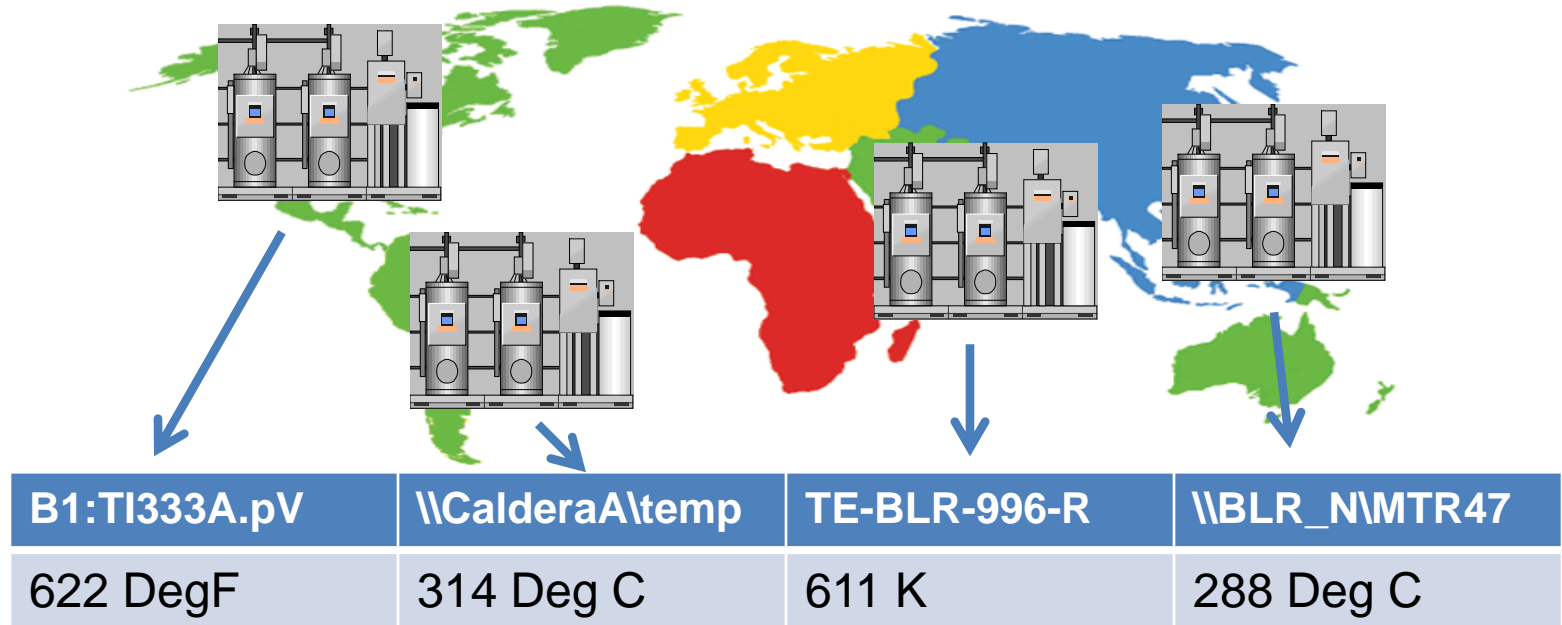 B1:TI333A.pV \\CalderaA\temp TE-BLR-996-R \\BLR_N\MTR47
622 DegF 314 Deg C 611 K 288 Deg C